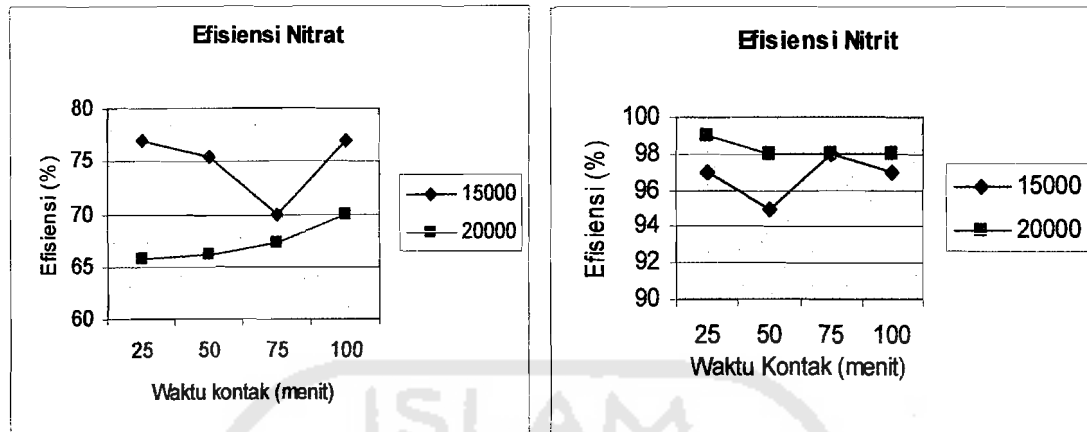 Efisiensi Nitrat
Efisiensi (%)
80
75
70
65
60
25 50 75 100
Waktu kontak (menit)
15000
20000
Efisiensi Nitrit
Efisiensi (%)
100
98
96
94
92
90
25 50 75 100
Waktu Kontak (menit)
15000
20000
ISLAM